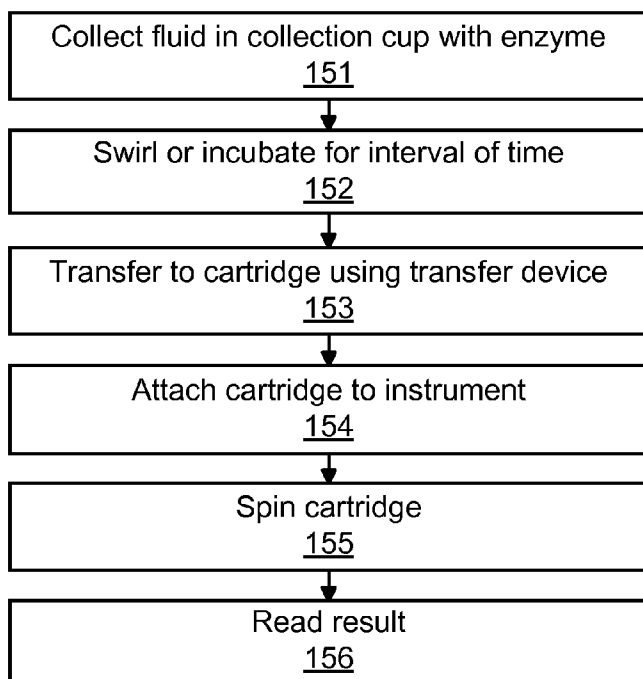 Collect fluid in collection cup with enzyme
151
Swirl or incubate for interval of time
152
Transfer to cartridge using transfer device
153
Attach cartridge to instrument
154
Spin cartridge
155
Read result
156